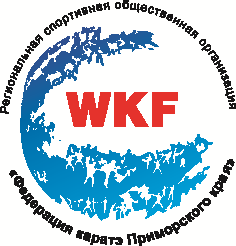 Региональная спортивная общественная организация
WKF
«Федерация каратэ Приморского края»